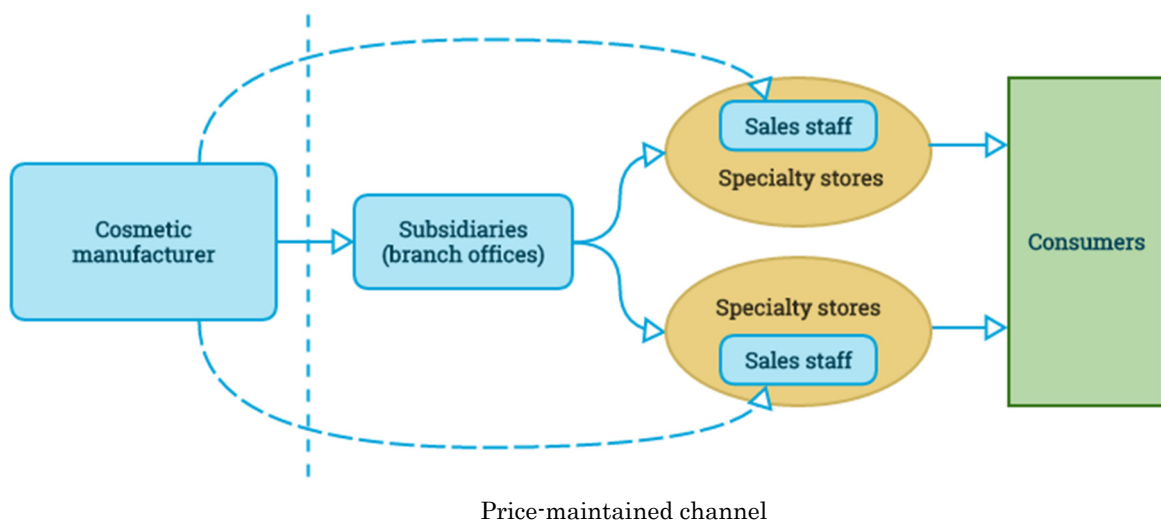 Cosmetic
manufacturer
Subsidiaries
(branch offices)
Sales staff
Specialty stores
Specialty stores
Sales staff
Consumers
Price-maintained channel